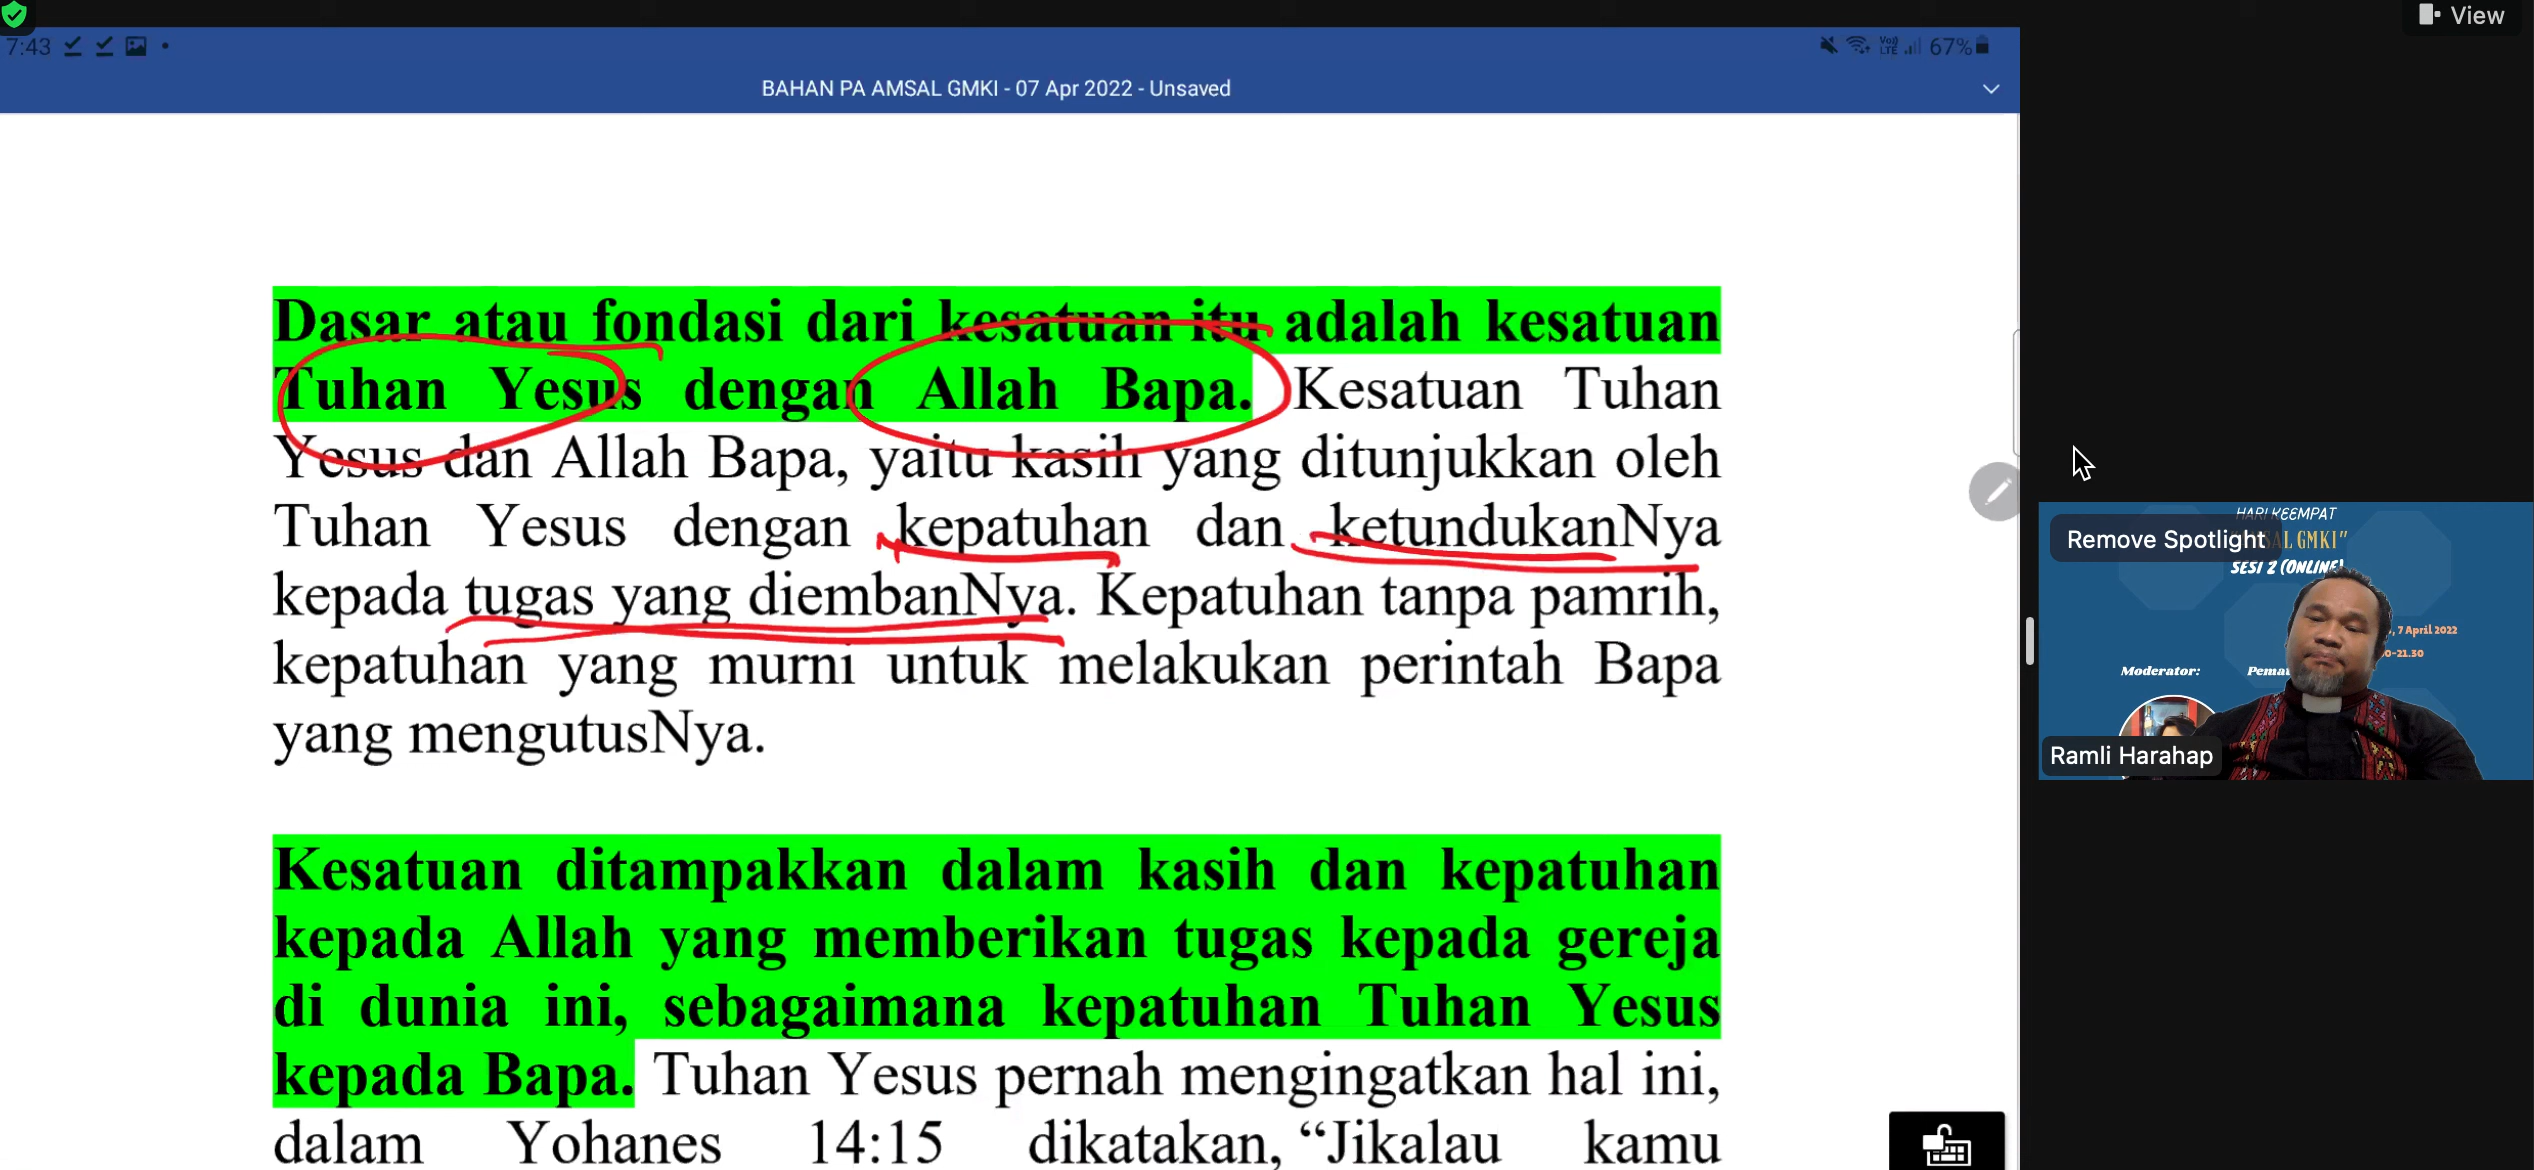 View
7:43
67%
BAHAN PA AMSAL GMKI - 07 Apr 2022 - Unsaved
Dasar atau fondasi dari kesatuan itu adalah kesatuan
Tuhan Yesus dengan Allah Bapa. Kesatuan Tuhan
Yesus dan Allah Bapa, yaitu kasih yang ditunjukkan oleh
Tuhan Yesus dengan kepatuhan dan ketundukanNya
kepada tugas yang diembanNya. Kepatuhan tanpa pamrih,
kepatuhan yang murni untuk melakukan perintah Bapa
yang mengutusNya.
Kesatuan ditampakkan dalam kasih dan kepatuhan
kepada Allah yang memberikan tugas kepada gereja
di dunia ini, sebagaimana kepatuhan Tuhan Yesus
kepada Bapa. Tuhan Yesus pernah mengingatkan hal ini,
dalam Yohanes 14:15 dikatakan, “Jikalau kamu
HARI KEEMPAT
Remove Spotlight
GMKI"
SESI 2 (ONLINE)
, 7 April 2022
0-21.30
Moderator:
Ramli Harahap